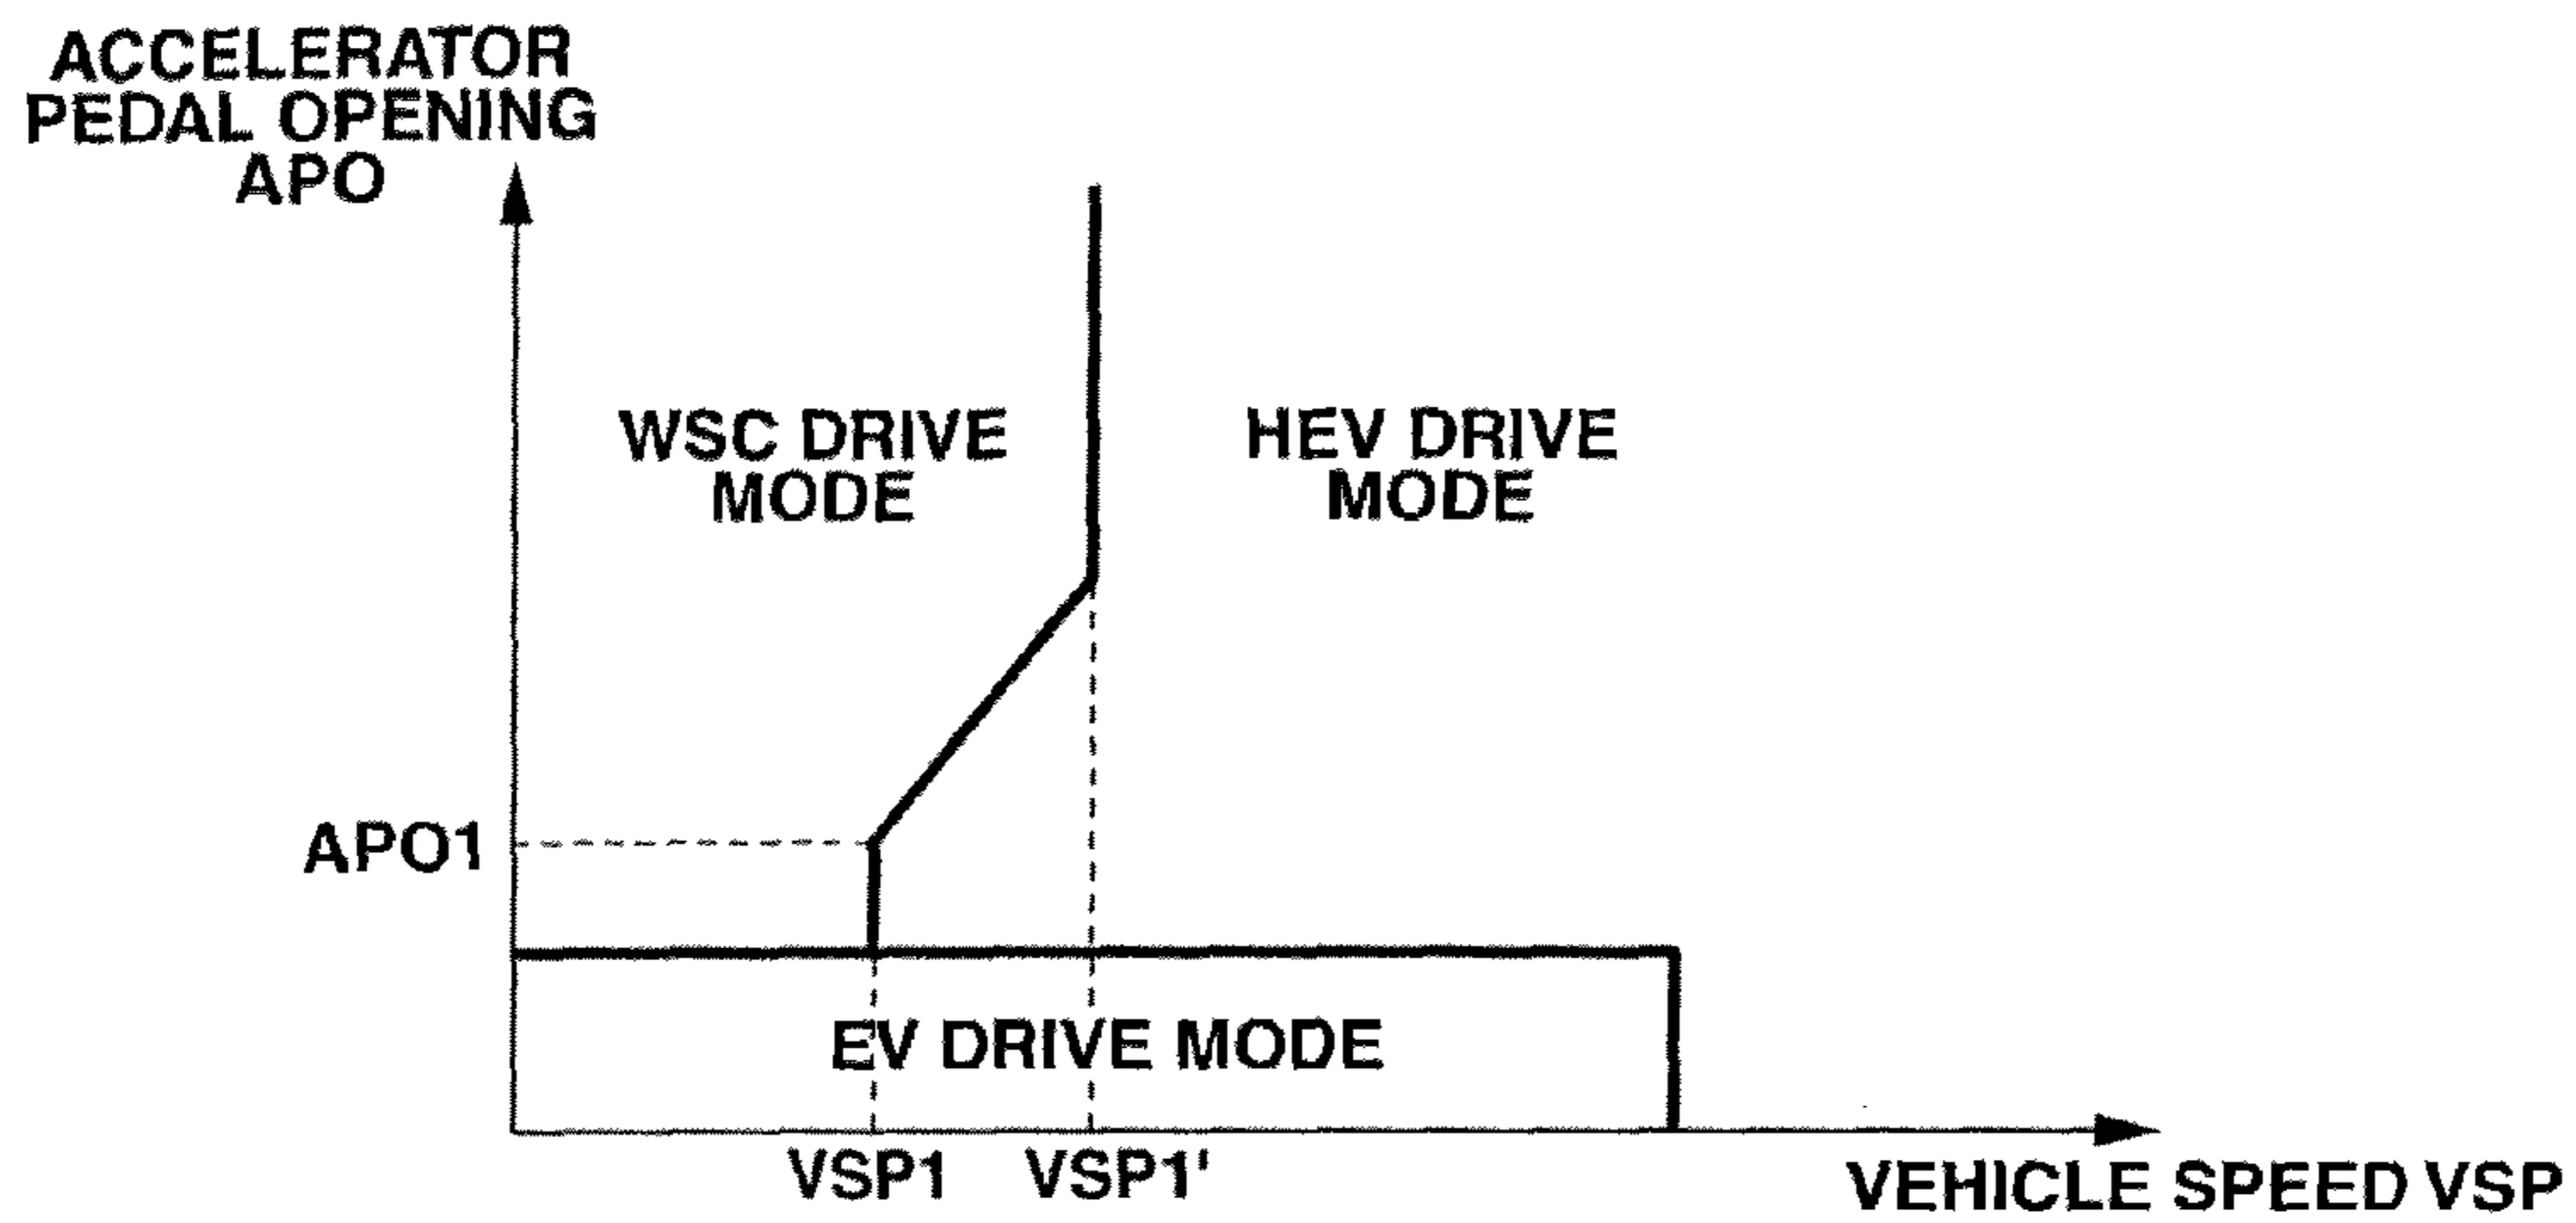 ACCELERATOR
PEDAL OPENING
APO
WSC DRIVE
MODE
HEV DRIVE
MODE
APO1
EV DRIVE MODE
VSP1
VSP1'
VEHICLE SPEED VSP